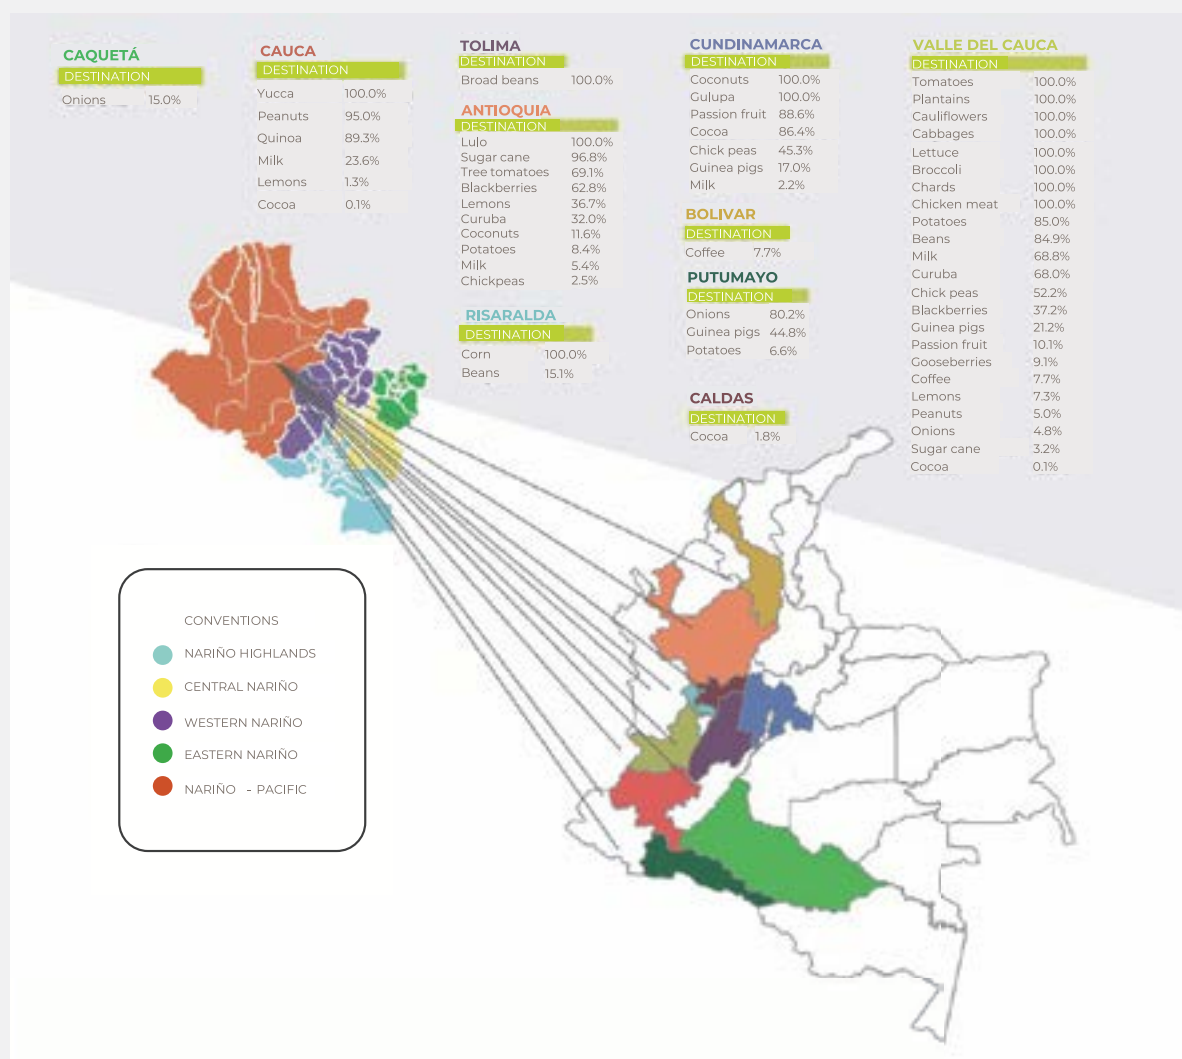 CAQUETÁ
DESTINATION
Onions 15.0%
CAUCA
DESTINATION
Yucca 100.0%
Peanuts 95.0%
Quinoa 89.3%
Milk 23.6%
Lemons 1.3%
Cocoa 0.1%
TOLIMA
DESTINATION
Broad beans 100.0%
ANTIOQUIA
DESTINATION
Lulo 100.0%
Sugar cane 96.8%
Tree tomatoes 69.1%
Blackberries 62.8%
Lemons 36.7%
Curuba 32.0%
Coconuts 11.6%
Potatoes 8.4%
Milk 5.4%
Chickpeas 2.5%
RISARALDA
DESTINATION
Corn 100.0%
Beans 15.1%
CUNDINAMARCA
DESTINATION
Coconuts 100.0%
Gulupa 100.0%
Passion fruit 88.6%
Cocoa 86.4%
Chick peas 45.3%
Guinea pigs 17.0%
Milk 2.2%
BOLIVAR
DESTINATION
Coffee 7.7%
PUTUMAYO
DESTINATION
Onions 80.2%
Guinea pigs 44.8%
Potatoes 6.6%
CALDAS
DESTINATION
Cocoa 1.8%
VALLE DEL CAUCA
DESTINATION
Tomatoes 100.0%
Plantains 100.0%
Cauliflowers 100.0%
Cabbages 100.0%
Lettuce 100.0%
Broccoli 100.0%
Chards 100.0%
Chicken meat 100.0%
Potatoes 85.0%
Beans 84.9%
Milk 68.8%
Curuba 68.0%
Chick peas 52.2%
Blackberries 37.2%
Guinea pigs 21.2%
Passion fruit 10.1%
Gooseberries 9.1%
Coffee 7.7%
Lemons 7.3%
Peanuts 5.0%
Onions 4.8%
Sugar cane 3.2%
Cocoa 0.1%
CONVENTIONS
NARIÑO HIGHLANDS
CENTRAL NARIÑO
WESTERN NARIÑO
EASTERN NARIÑO
NARIÑO - PACIFIC